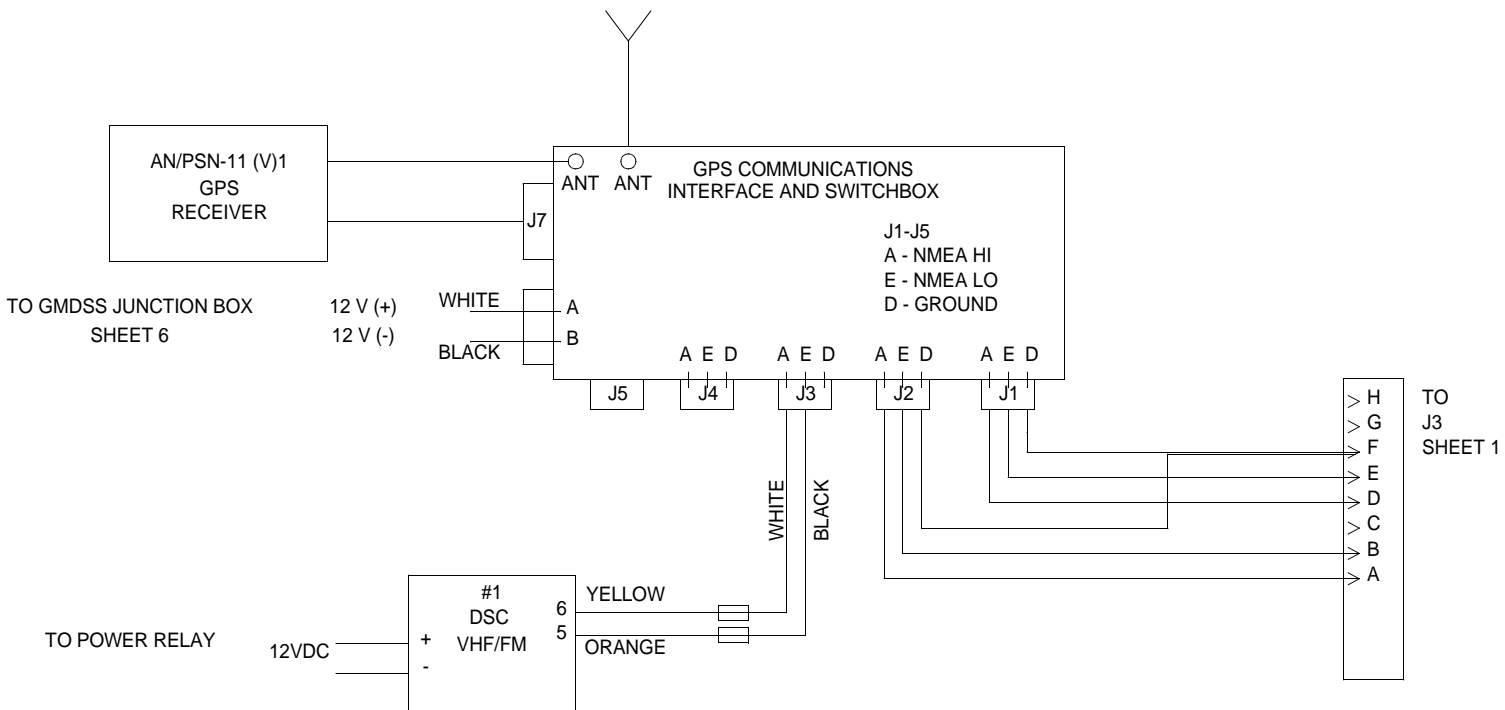 AN/PSN-11 (V)1
GPS
RECEIVER
ANT ANT
GPS COMMUNICATIONS
INTERFACE AND SWITCHBOX
J7
J1-J5
A - NMEA HI
E - NMEA LO
D - GROUND
TO GMDSS JUNCTION BOX
SHEET 6
12 V (+)
12 V (-)
WHITE
BLACK
A
B
A E D
A E D
A E D
A E D
J5
J4
J3
J2
J1
H
G
F
E
D
C
B
A
TO
J3
SHEET 1
WHITE
BLACK
#1
DSC
VHF/FM
6
5
YELLOW
ORANGE
+
-
TO POWER RELAY
12VDC